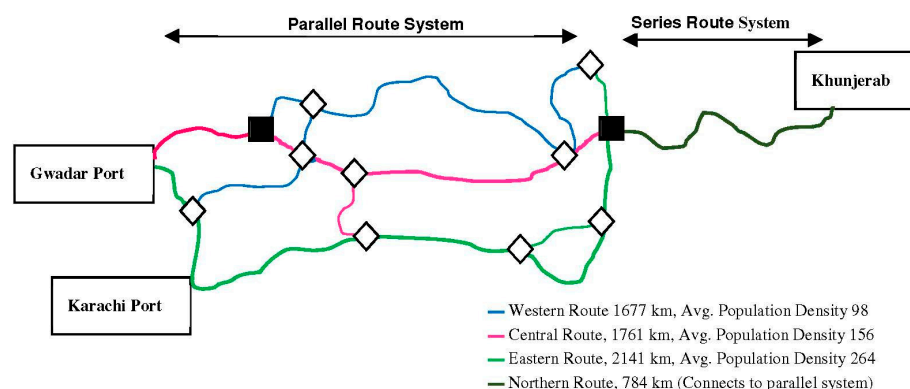 Parallel Route System
Series Route System
Khunjerab
Gwadar Port
Karachi Port
Western Route 1677 km, Avg. Population Density 98
Central Route, 1761 km, Avg. Population Density 156
Eastern Route, 2141 km, Avg. Population Density 264
Northern Route, 784 km (Connects to parallel system)